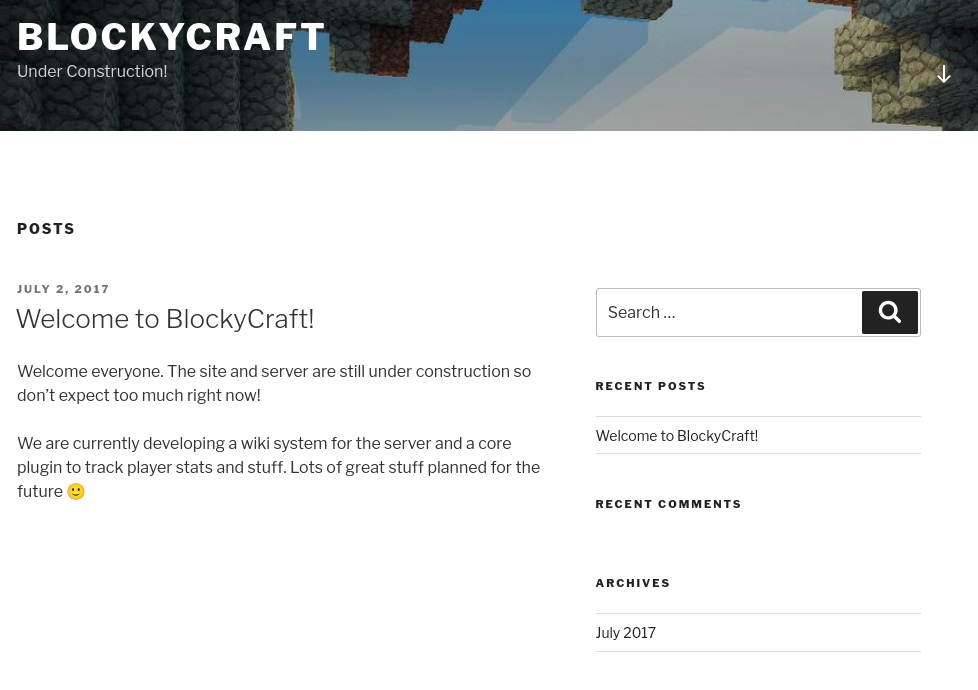 BLOCKYCRAFT
Under Construction!
POSTS
JULY 2, 2017
Welcome to BlockyCraft!
Welcome everyone. The site and server are still under construction so
don’t expect too much right now!
We are currently developing a wiki system for the server and a core
plugin to track player stats and stuff. Lots of great stuff planned for the
future 🙂
Search …
RECENT POSTS
Welcome to BlockyCraft!
RECENT COMMENTS
ARCHIVES
July 2017